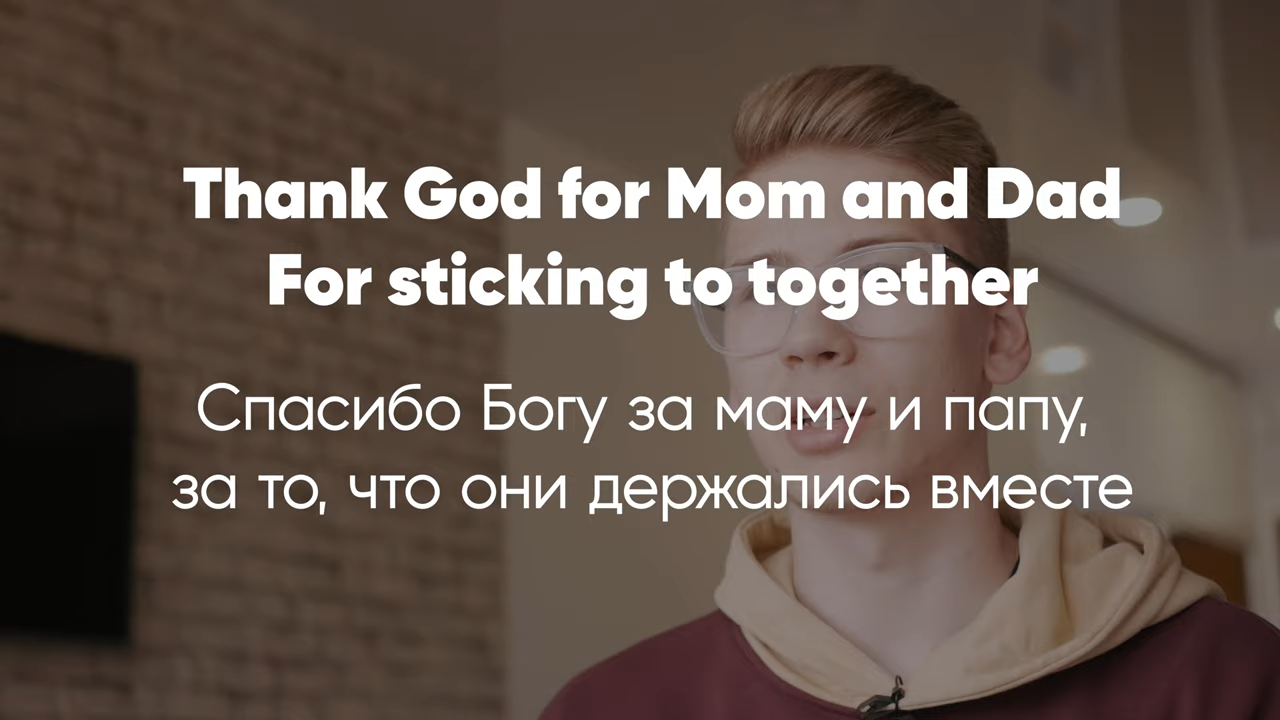 Thank God for Mom and Dad
For sticking to together
Спасибо Богу за маму и папу,
за то, что они держались вместе